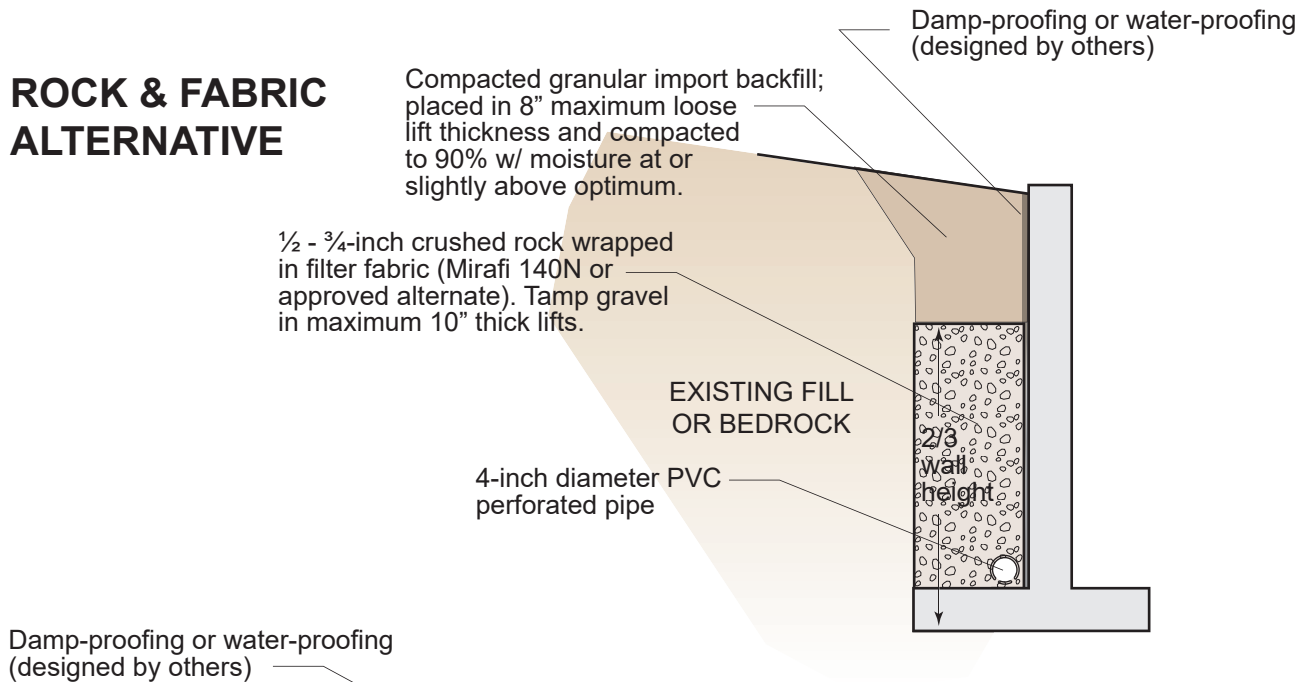 ROCK & FABRIC
ALTERNATIVE
Damp-proofing or water-proofing
(designed by others)
Compacted granular import backfill;
placed in 8” maximum loose
lift thickness and compacted
to 90% w/ moisture at or
slightly above optimum.
½ - ¾-inch crushed rock wrapped
in filter fabric (Mirafi 140N or
approved alternate). Tamp gravel
in maximum 10” thick lifts.
EXISTING FILL
OR BEDROCK
2/3
wall
height
4-inch diameter PVC
perforated pipe
Damp-proofing or water-proofing
(designed by others)